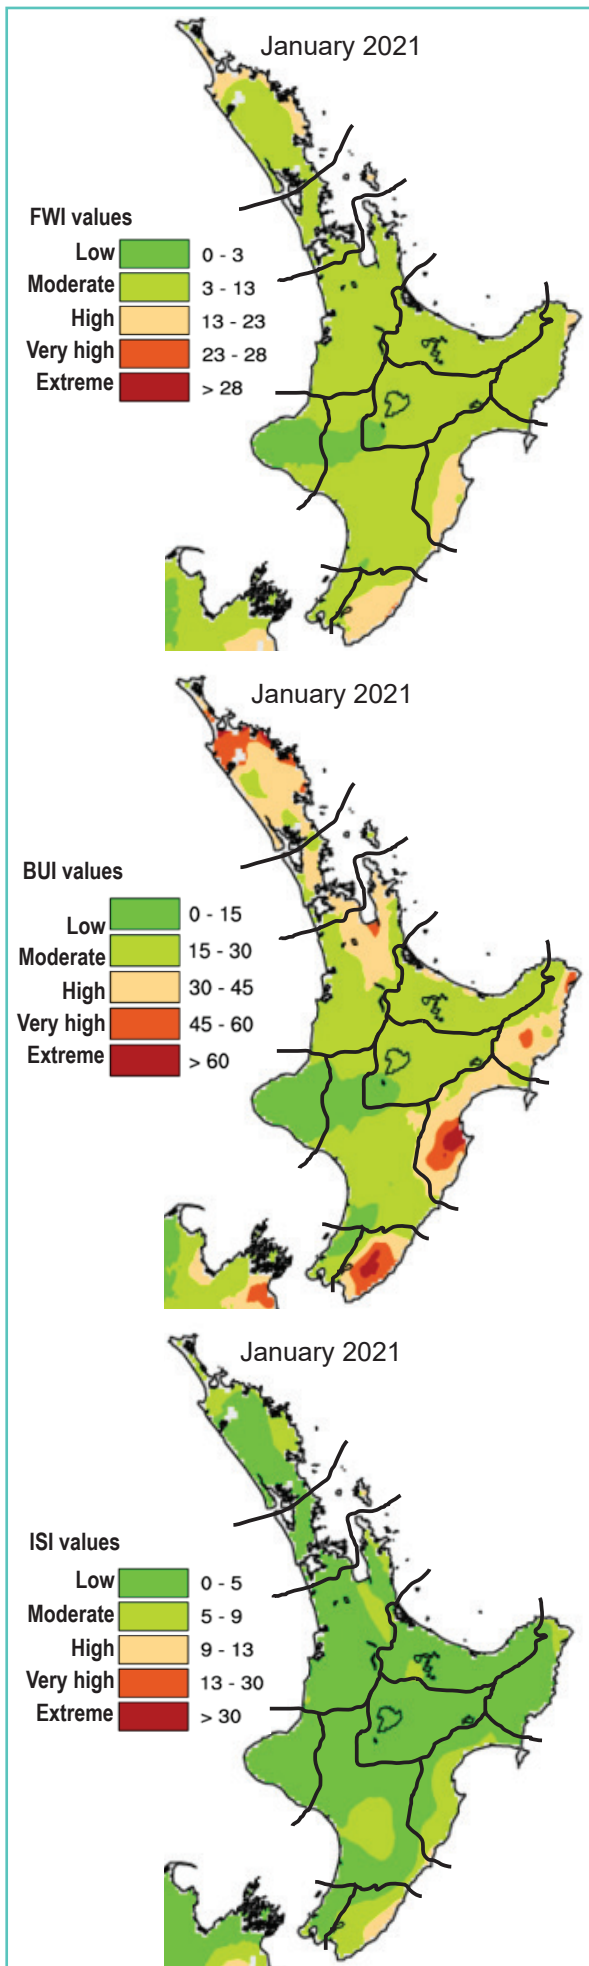 January 2021
FWI values
Low 0 - 3
Moderate 3 - 13
High 13 - 23
Very high 23 - 28
Extreme > 28
January 2021
BUI values
Low 0 - 15
Moderate 15 - 30
High 30 - 45
Very high 45 - 60
Extreme > 60
January 2021
ISI values
Low 0 - 5
Moderate 5 - 9
High 9 - 13
Very high 13 - 30
Extreme > 30